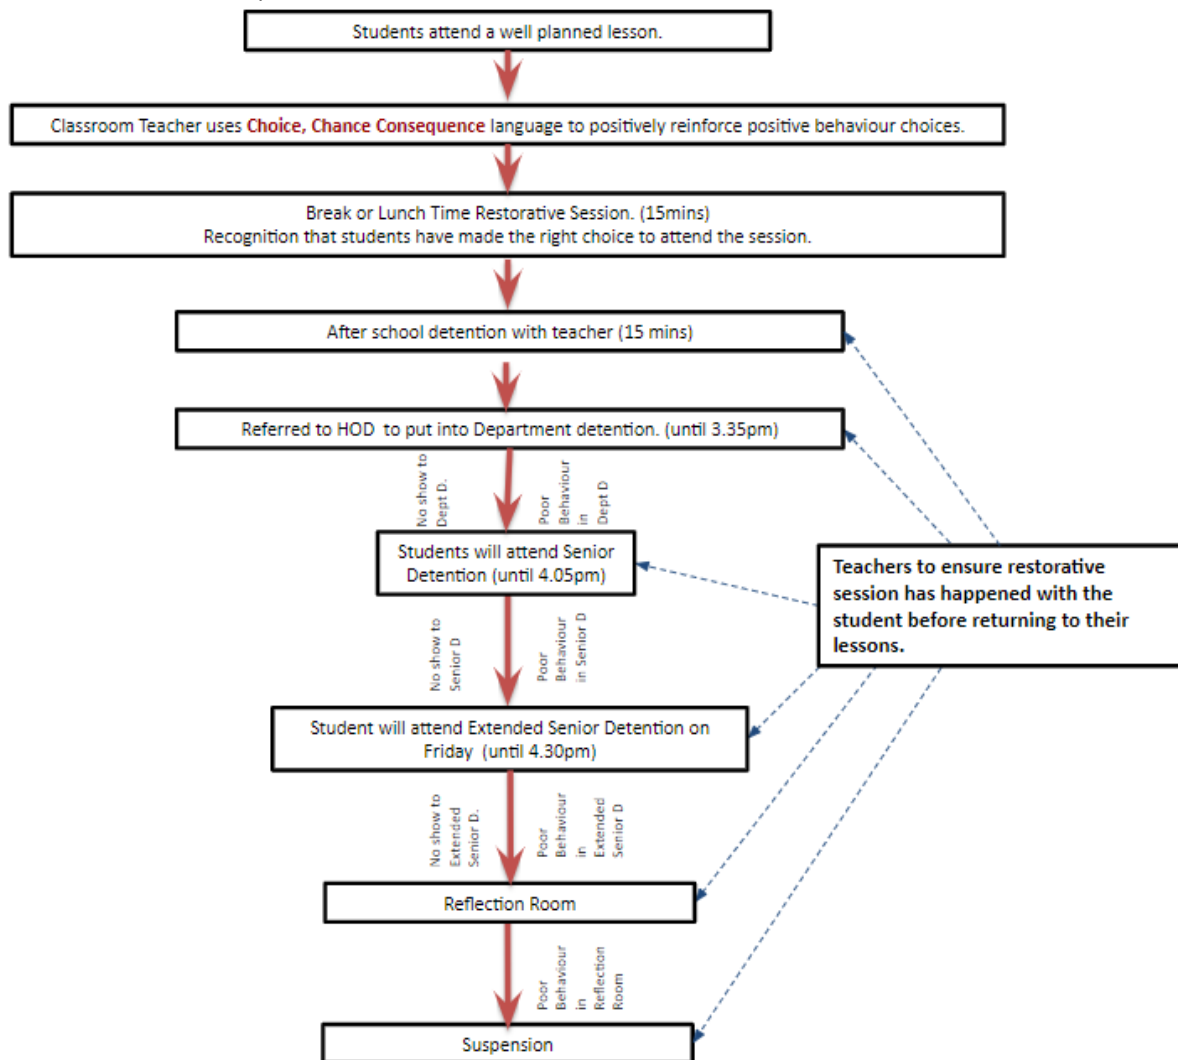 Students attend a well planned lesson.
Classroom Teacher uses Choice, Chance Consequence language to positively reinforce positive behaviour choices.
Break or Lunch Time Restorative Session. (15mins)
Recognition that students have made the right choice to attend the session.
After school detention with teacher (15 mins)
Referred to HOD to put into Department detention. (until 3.35pm)
No show to
Dept D.
Poor
Behaviour
in
Dept D
Students will attend Senior
Detention (until 4.05pm)
Teachers to ensure restorative
session has happened with the
student before returning to their
lessons.
No show to
Senior D
Poor
Behaviour
in Senior D
Student will attend Extended Senior Detention on
Friday (until 4.30pm)
No show to
Extended
Senior D.
Poor
Behaviour
in Extended
Senior D
Reflection Room
Poor
Behaviour
in Reflection
Room
Suspension